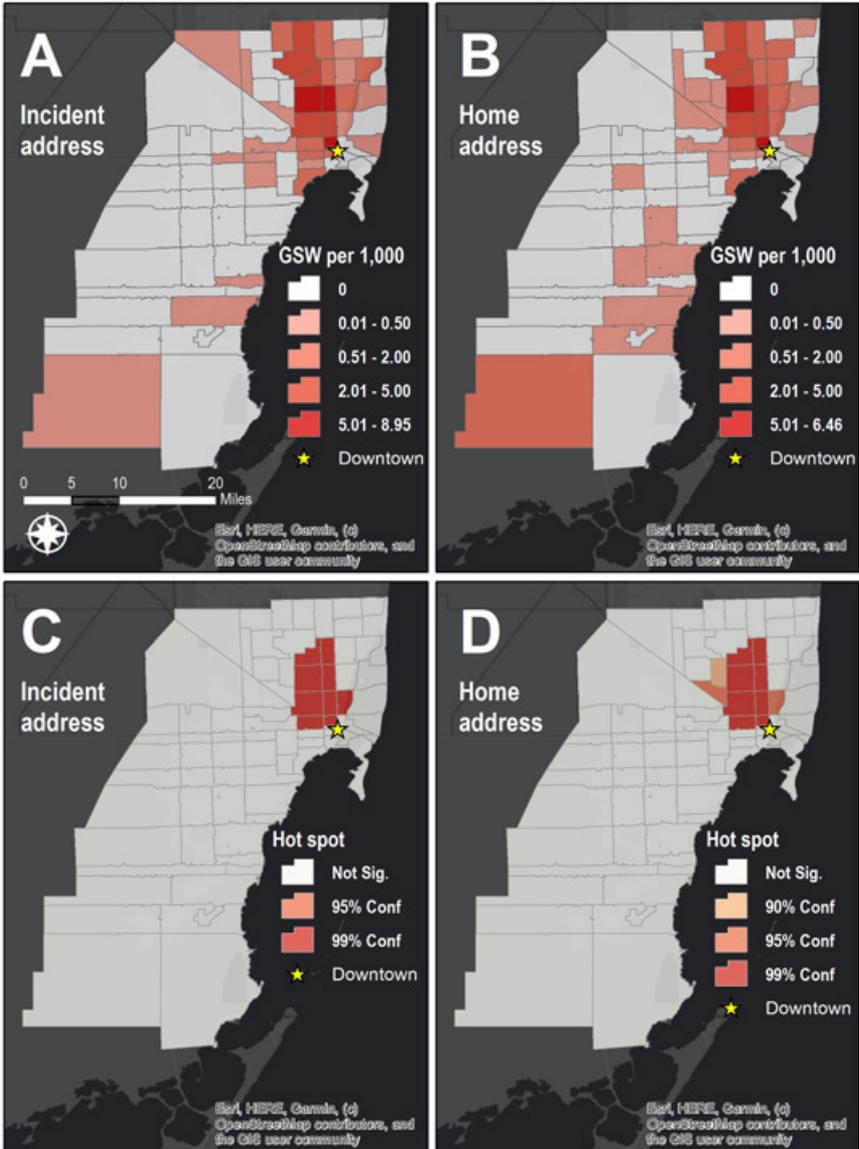 A
Incident
address
GSW per 1,000
0
0.01 - 0.50
0.51 - 2.00
2.01 - 5.00
5.01 - 8.95
Downtown
0 5 10 20
Miles
Esri, HERE, Garmin, (c)
OpenStreetMap contributors, and
the GIS user community
B
Home
address
GSW per 1,000
0
0.01 - 0.50
0.51 - 2.00
2.01 - 5.00
5.01 - 6.46
Downtown
Esri, HERE, Garmin, (c)
OpenStreetMap contributors, and
the GIS user community
C
Incident
address
Hot spot
Not Sig.
95% Conf
99% Conf
Downtown
Esri, HERE, Garmin, (c)
OpenStreetMap contributors, and
the GIS user community
D
Home
address
Hot spot
Not Sig.
90% Conf
95% Conf
99% Conf
Downtown
Esri, HERE, Garmin, (c)
OpenStreetMap contributors, and
the GIS user community